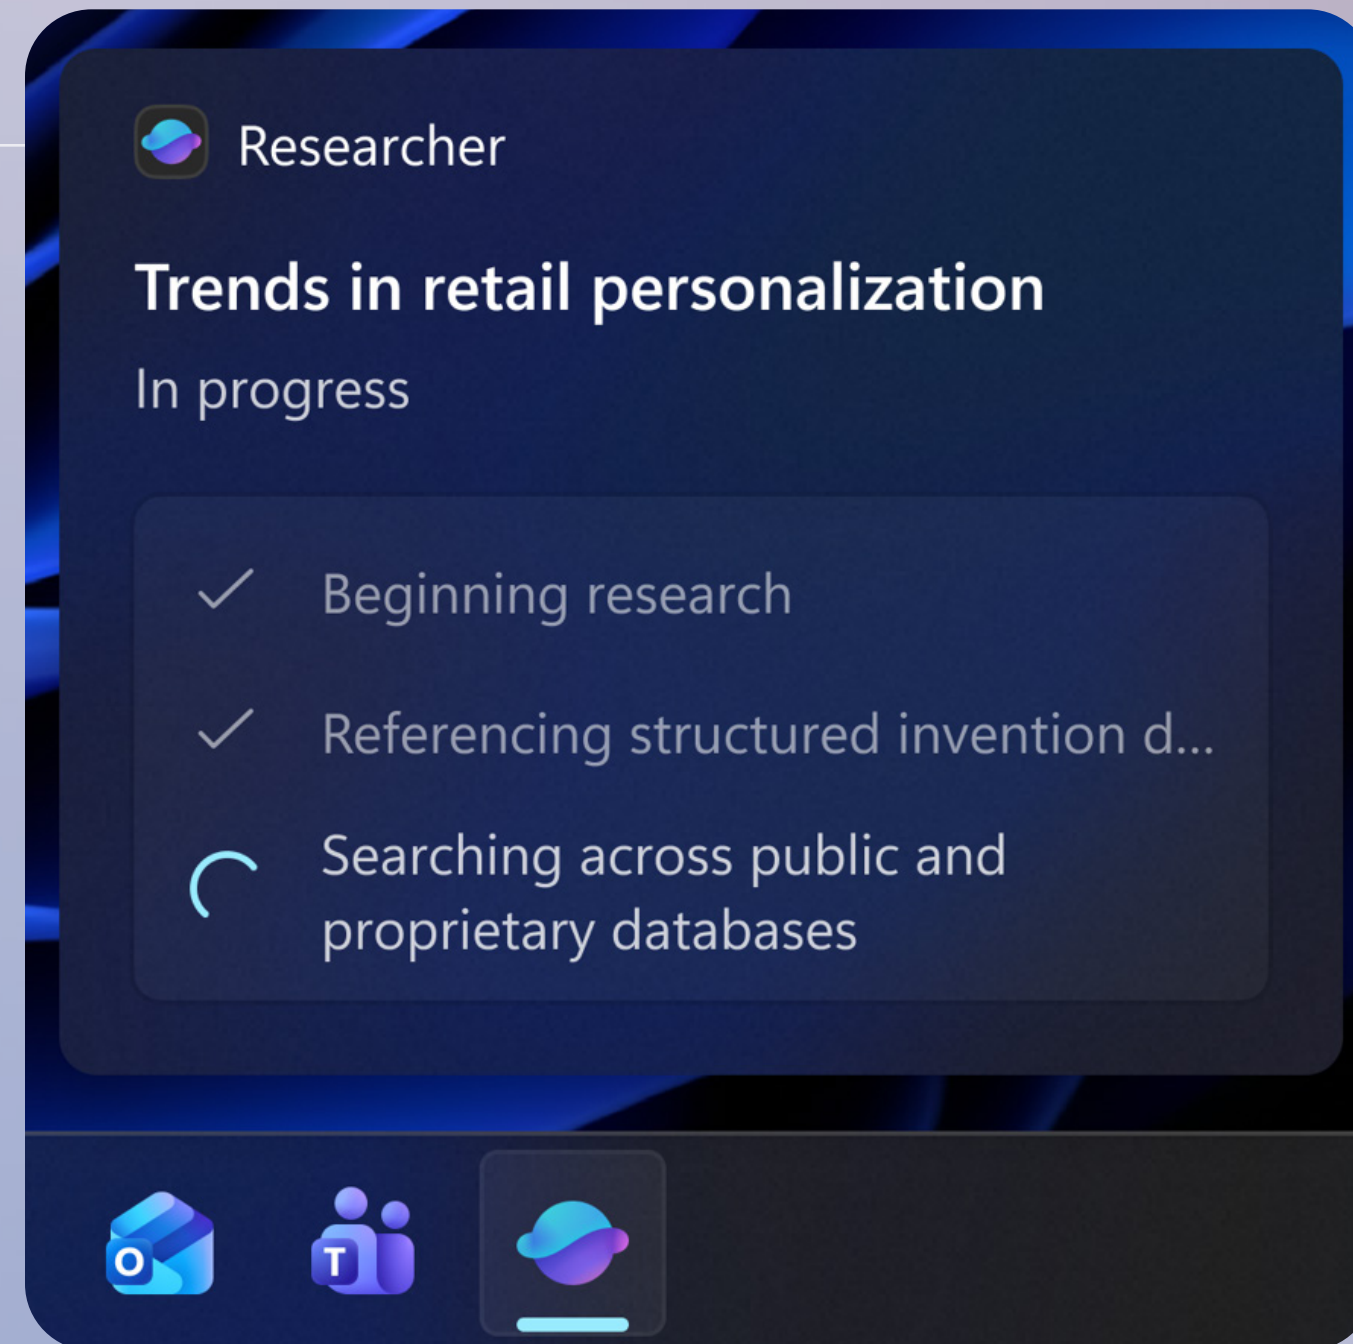 Researcher
Trends in retail personalization
In progress
Beginning research
Referencing structured invention d...
Searching across public and
proprietary databases
O
T